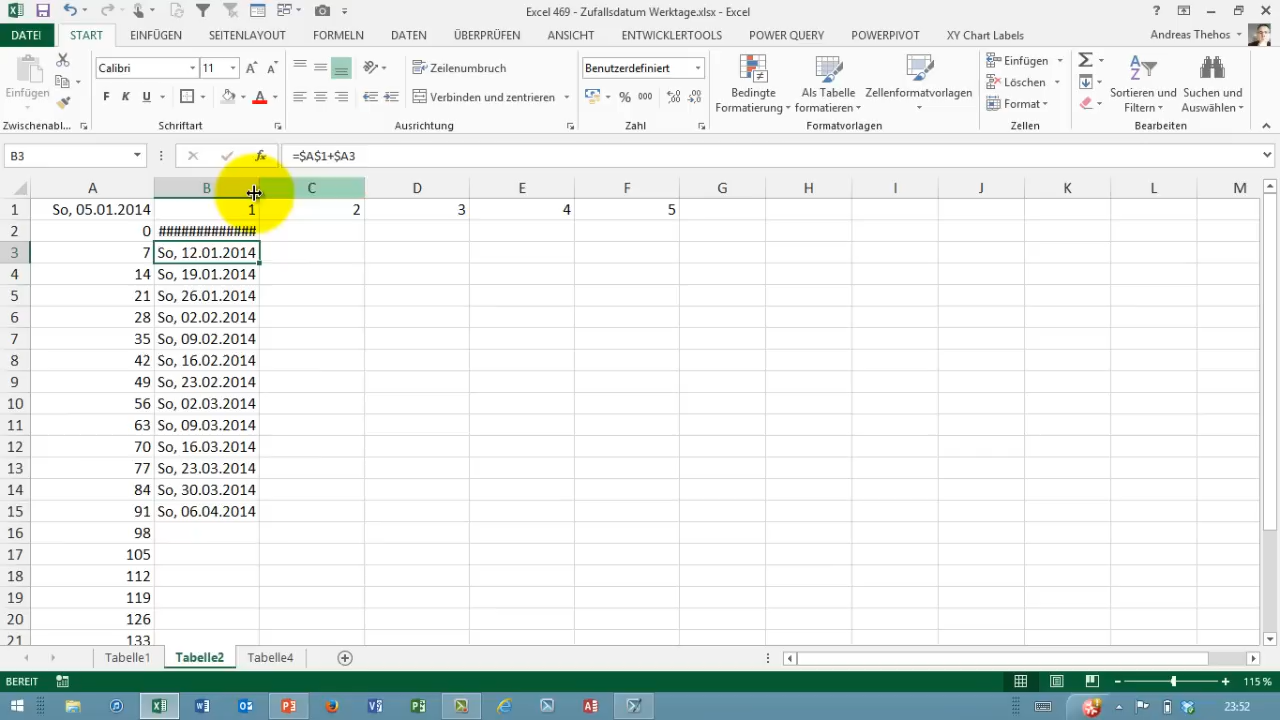 Excel 469 - Zufallsdatum Werktage.xlsx - Excel
DATEI START EINFÜGEN SEITENLAYOUT FORMELN DATEN ÜBERPRÜFEN ANSICHT ENTWICKLERTOOLS POWER QUERY POWERPIVOT XY Chart Labels Andreas Thehos
Einfügen
Zwischenabl...
Calibri 11
F K U
Schriftart
Zeilenumbruch
Verbinden und zentrieren
Ausrichtung
Benutzerdefiniert
% 000
Zahl
Bedingte Formatierung
Als Tabelle formatieren
Zellenformatvorlagen
Formatvorlagen
Einfügen
Löschen
Format
Zellen
Sortieren und Filtern
Suchen und Auswählen
Bearbeiten
B3 fx =$A$1+$A3
A B C D E F G H I J K L M
1 So, 05.01.2014 1 2 3 4 5
2 0 #############
3 7 So, 12.01.2014
4 14 So, 19.01.2014
5 21 So, 26.01.2014
6 28 So, 02.02.2014
7 35 So, 09.02.2014
8 42 So, 16.02.2014
9 49 So, 23.02.2014
10 56 So, 02.03.2014
11 63 So, 09.03.2014
12 70 So, 16.03.2014
13 77 So, 23.03.2014
14 84 So, 30.03.2014
15 91 So, 06.04.2014
16 98
17 105
18 112
19 119
20 126
21 133
Tabelle1 Tabelle2 Tabelle4
BEREIT 115 %
23:52